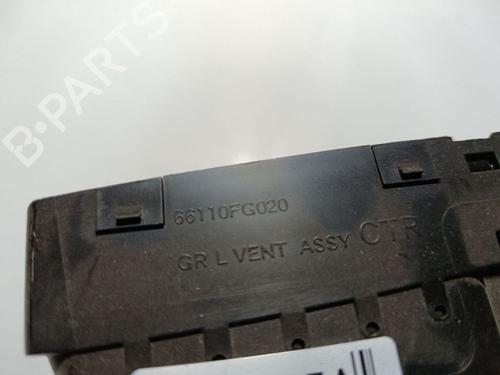 B-PARTS
66110FG020
GR L VENT ASSY CTR